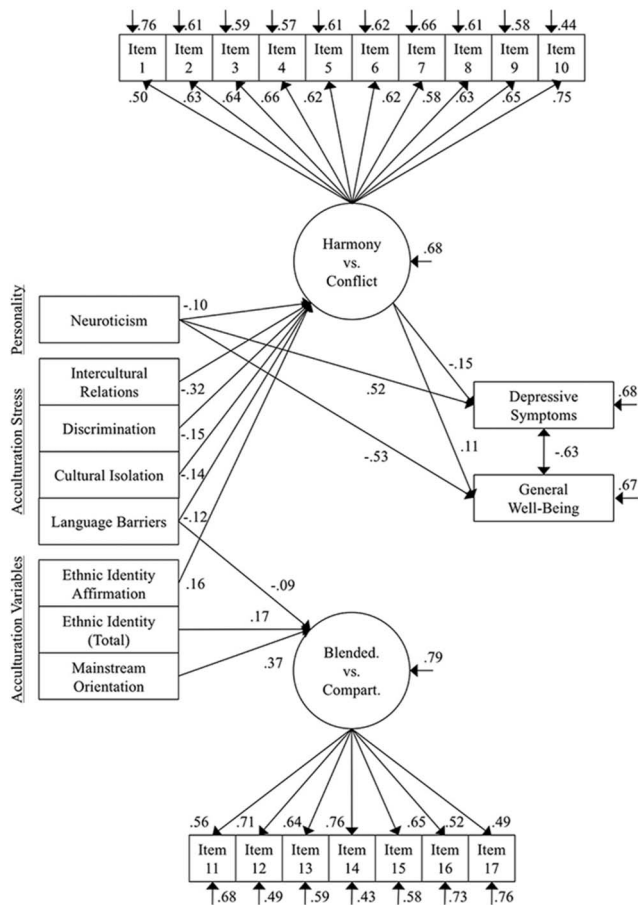 .76 .61 .59 .57 .61 .62 .66 .61 .58 .44
Item Item Item Item Item Item Item Item Item Item
1 2 3 4 5 6 7 8 9 10
.50 .63 .64 .66 .62 .62 .58 .63 .65 .75
Harmony
vs.
Conflict
.68
Personality
Neuroticism
-.10
Acculturation Stress
Intercultural
Relations
-.32
Discrimination
-.15
Cultural Isolation
-.14
Language Barriers
-.12
.52
-.53
-.15
.11
Depressive
Symptoms
.68
-.63
General
Well-Being
.67
Acculturation Variables
Ethnic Identity
Affirmation
.16
-.09
Ethnic Identity
(Total)
.17
Mainstream
Orientation
.37
Blended.
vs.
Compart.
.79
.56 .71 .64 .76 .65 .52 .49
Item Item Item Item Item Item Item
11 12 13 14 15 16 17
.68 .49 .59 .43 .58 .73 .76